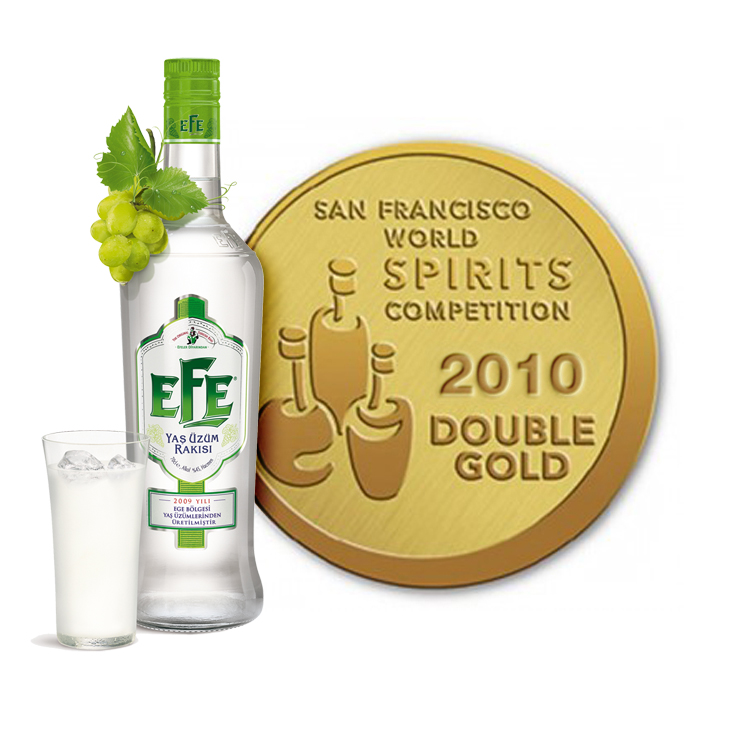 EFE
EFE
YAŞ ÜZÜM
RAKISI
2009 YILI
EGE BÖLGESİ
YAŞ ÜZÜMLERİNDEN
ÜRETİLMİŞTİR
SAN FRANCISCO
WORLD
SPIRITS
COMPETITION
2010
DOUBLE
GOLD